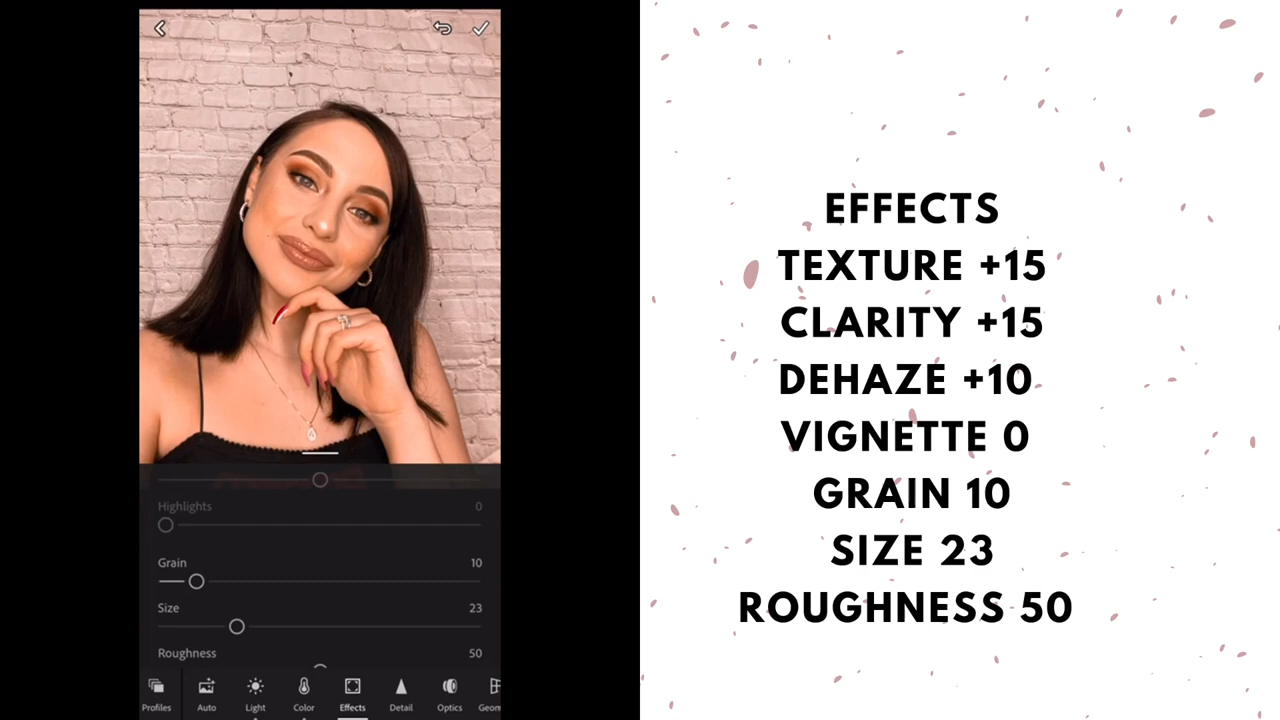 Highlights 0
Grain 10
Size 23
Roughness 50
Profiles Auto Light Color Effects Detail Optics Geom
EFFECTS
TEXTURE +15
CLARITY +15
DEHAZE +10
VIGNETTE 0
GRAIN 10
SIZE 23
ROUGHNESS 50